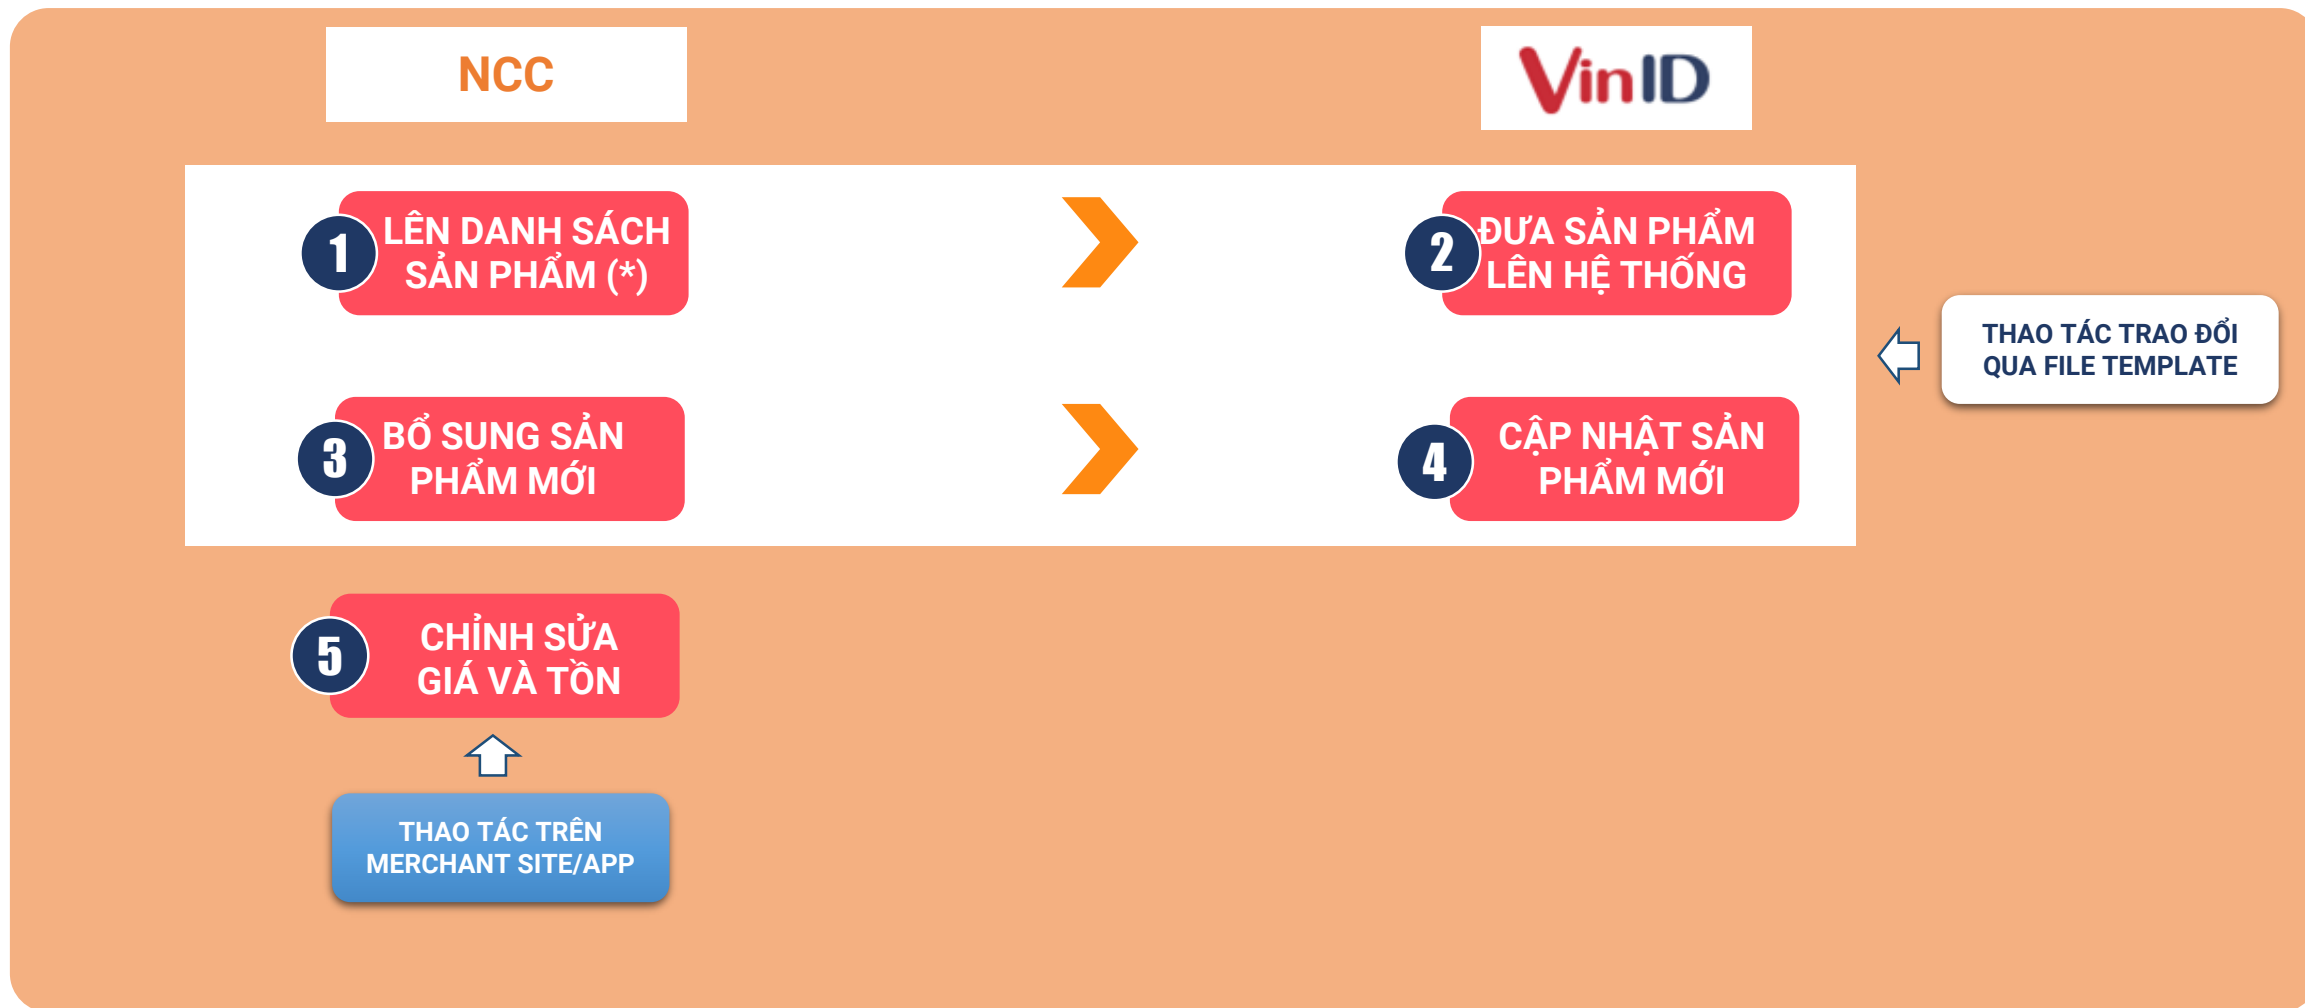 NCC
VinID
1
LÊN DANH SÁCH
SẢN PHẨM (*)
2
ĐƯA SẢN PHẨM
LÊN HỆ THỐNG
THAO TÁC TRAO ĐỔI
QUA FILE TEMPLATE
3
BỔ SUNG SẢN
PHẨM MỚI
4
CẬP NHẬT SẢN
PHẨM MỚI
5
CHỈNH SỬA
GIÁ VÀ TỒN
THAO TÁC TRÊN
MERCHANT SITE/APP